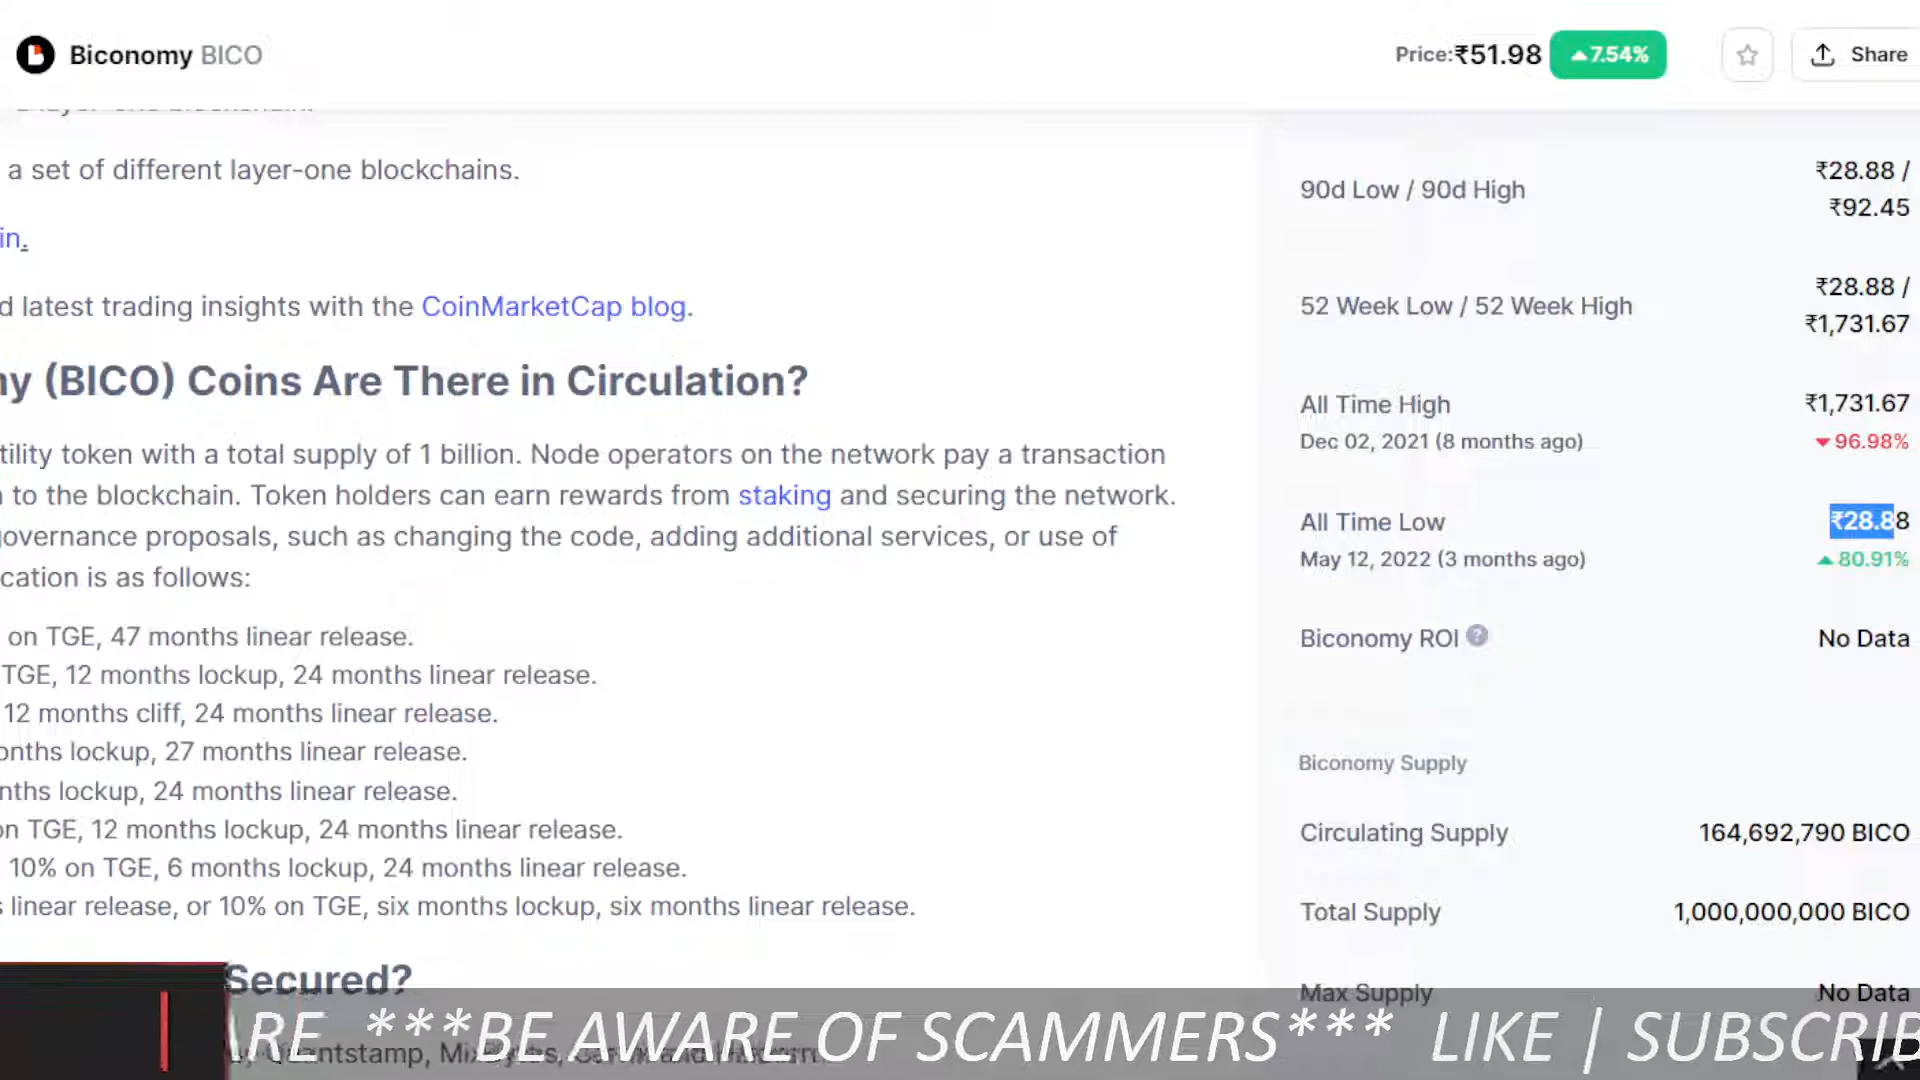 Biconomy BICO
Price:₹51.98 7.54%
Share
a set of different layer-one blockchains.
in.
d latest trading insights with the CoinMarketCap blog.
ny (BICO) Coins Are There in Circulation?
tility token with a total supply of 1 billion. Node operators on the network pay a transaction
to the blockchain. Token holders can earn rewards from staking and securing the network.
governance proposals, such as changing the code, adding additional services, or use of
cation is as follows:
on TGE, 47 months linear release.
TGE, 12 months lockup, 24 months linear release.
12 months cliff, 24 months linear release.
onths lockup, 27 months linear release.
nths lockup, 24 months linear release.
on TGE, 12 months lockup, 24 months linear release.
10% on TGE, 6 months lockup, 24 months linear release.
s linear release, or 10% on TGE, six months lockup, six months linear release.
Secured?
90d Low / 90d High ₹28.88 /
₹92.45
52 Week Low / 52 Week High ₹28.88 /
₹1,731.67
All Time High ₹1,731.67
Dec 02, 2021 (8 months ago) 96.98%
All Time Low ₹28.88
May 12, 2022 (3 months ago) 80.91%
Biconomy ROI ? No Data
Biconomy Supply
Circulating Supply 164,692,790 BICO
Total Supply 1,000,000,000 BICO
Max Supply No Data
ARE ***BE AWARE OF SCAMMERS*** LIKE | SUBSCRIB